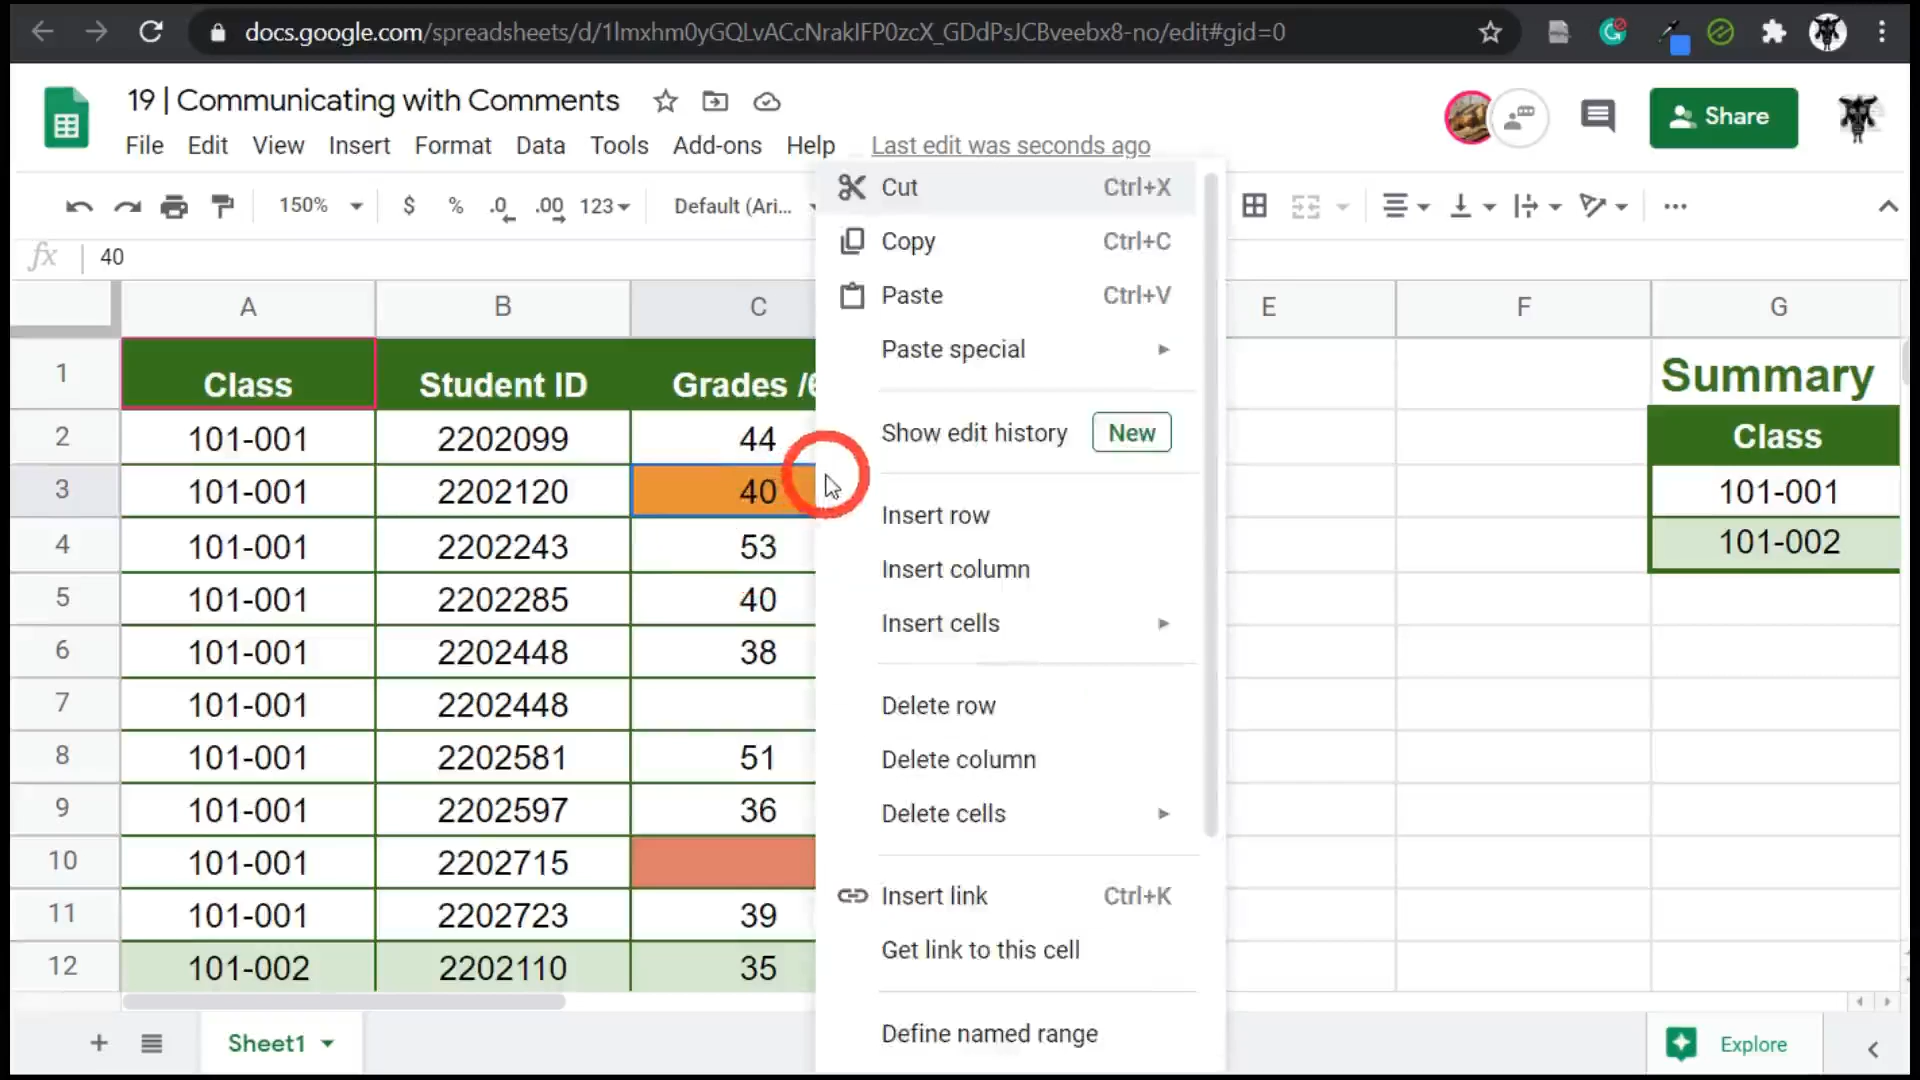 docs.google.com/spreadsheets/d/1lmxhm0yGQLvACcNraklFP0zcX_GDdPsJCBveebx8-no/edit#gid=0
19 | Communicating with Comments
Share
File Edit View Insert Format Data Tools Add-ons Help Last edit was seconds ago
150% $ % .0 .00 123 Default (Ari...
fx 40
A B C E F G
1 Class Student ID Grades /6 Summary
2 101-001 2202099 44 Class
3 101-001 2202120 40 101-001
4 101-001 2202243 53 101-002
5 101-001 2202285 40
6 101-001 2202448 38
7 101-001 2202448
8 101-001 2202581 51
9 101-001 2202597 36
10 101-001 2202715
11 101-001 2202723 39
12 101-002 2202110 35
Cut Ctrl+X
Copy Ctrl+C
Paste Ctrl+V
Paste special
Show edit history New
Insert row
Insert column
Insert cells
Delete row
Delete column
Delete cells
Insert link Ctrl+K
Get link to this cell
Define named range
Sheet1
Explore